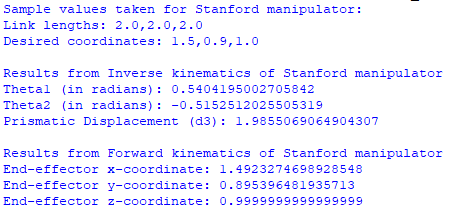 Sample values taken for Stanford manipulator:
Link lengths: 2.0,2.0,2.0
Desired coordinates: 1.5,0.9,1.0
Results from Inverse kinematics of Stanford manipulator
Theta1 (in radians): 0.5404195002705842
Theta2 (in radians): -0.5152512025505319
Prismatic Displacement (d3): 1.9855069064904307
Results from Forward kinematics of Stanford manipulator
End-effector x-coordinate: 1.4923274698928548
End-effector y-coordinate: 0.895396481935713
End-effector z-coordinate: 0.9999999999999999